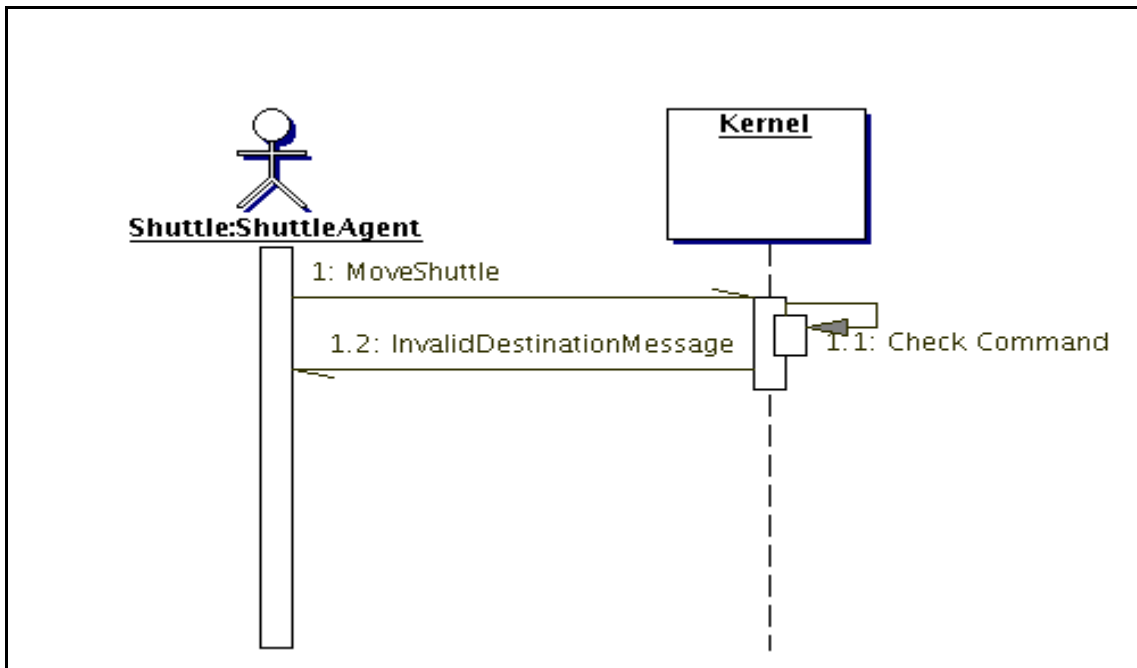 Kernel
Shuttle:ShuttleAgent
1: MoveShuttle
1.2: InvalidDestinationMessage
1.1: Check Command